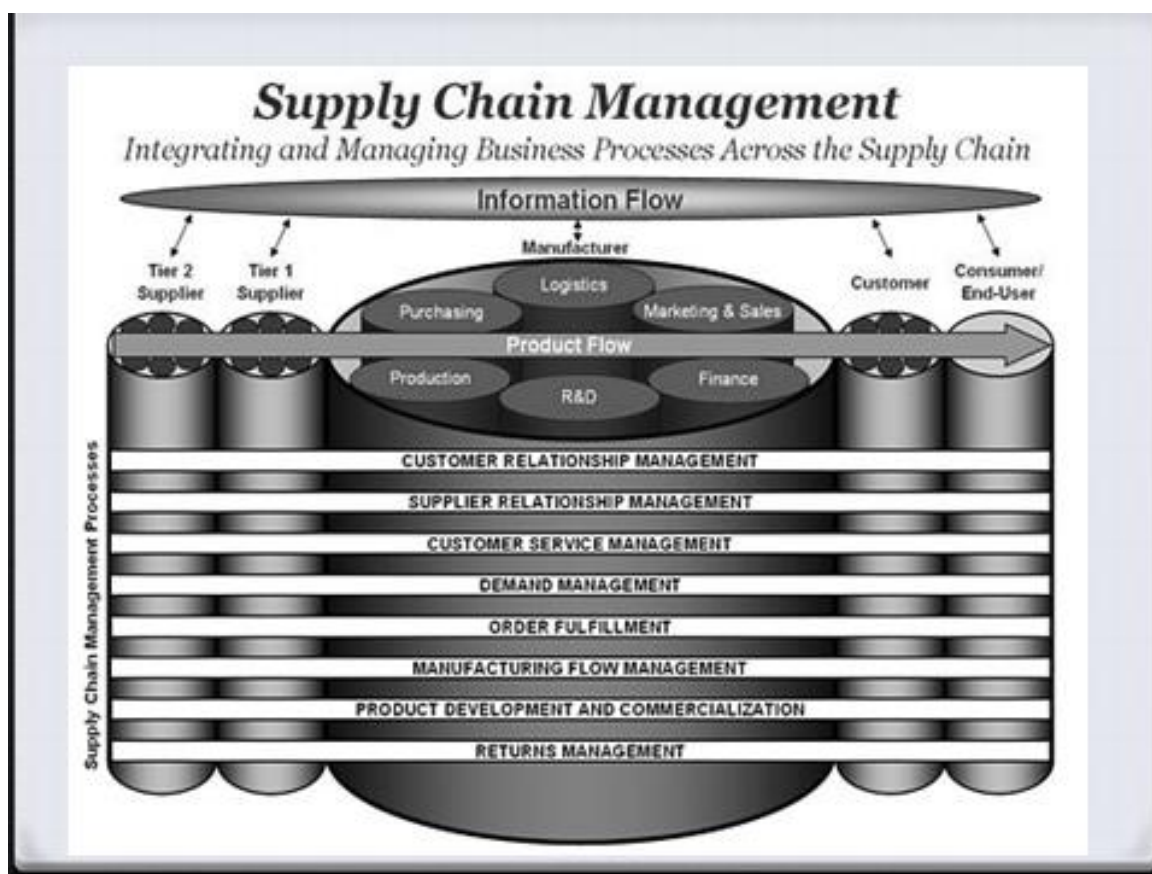 Supply Chain Management
Integrating and Managing Business Processes Across the Supply Chain
Information Flow
Tier 2
Supplier
Tier 1
Supplier
Manufacturer
Customer
Consumer/
End-User
Logistics
Purchasing
Marketing & Sales
Product Flow
Production
R&D
Finance
Supply Chain Management Processes
CUSTOMER RELATIONSHIP MANAGEMENT
SUPPLIER RELATIONSHIP MANAGEMENT
CUSTOMER SERVICE MANAGEMENT
DEMAND MANAGEMENT
ORDER FULFILLMENT
MANUFACTURING FLOW MANAGEMENT
PRODUCT DEVELOPMENT AND COMMERCIALIZATION
RETURNS MANAGEMENT